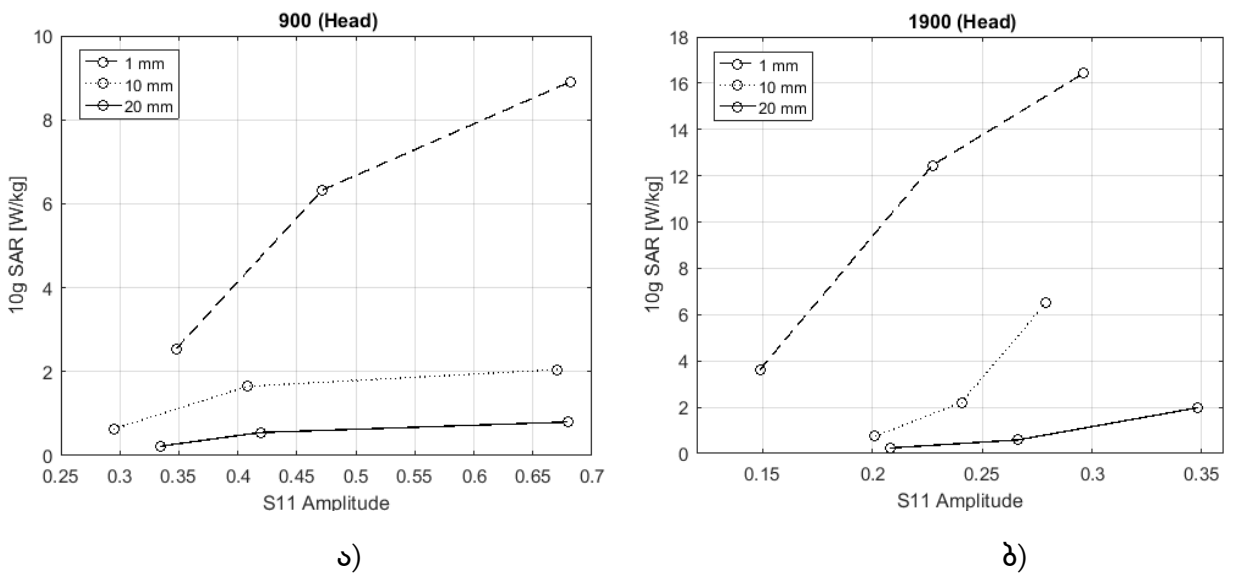 900 (Head)
10
8
6
4
2
0
10g SAR [W/kg]
1 mm
10 mm
20 mm
0.25 0.3 0.35 0.4 0.45 0.5 0.55 0.6 0.65 0.7
S11 Amplitude
ა)
1900 (Head)
18
16
14
12
10
8
6
4
2
0
10g SAR [W/kg]
1 mm
10 mm
20 mm
0.15 0.2 0.25 0.3 0.35
S11 Amplitude
ბ)